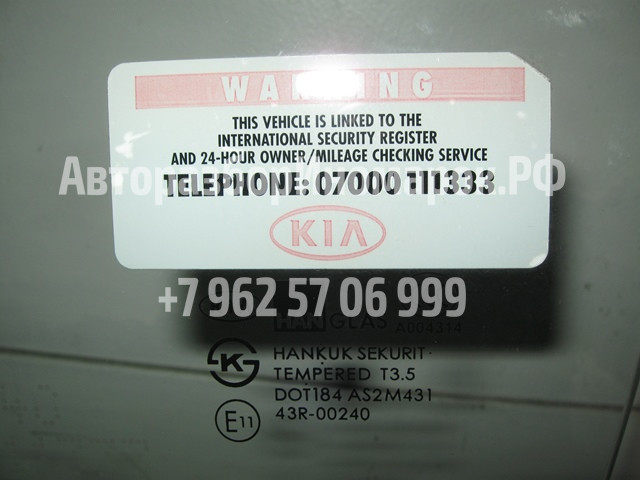 WARNING
THIS VEHICLE IS LINKED TO THE
INTERNATIONAL SECURITY REGISTER
AND 24-HOUR OWNER/MILEAGE CHECKING SERVICE
TELEPHONE: 07000 111333
KIA
+7 962 57 06 999
HANGLAS
A004314
HANKUK SEKURIT
TEMPERED T3.5
DOT184 AS2M431
43R-00240
E11